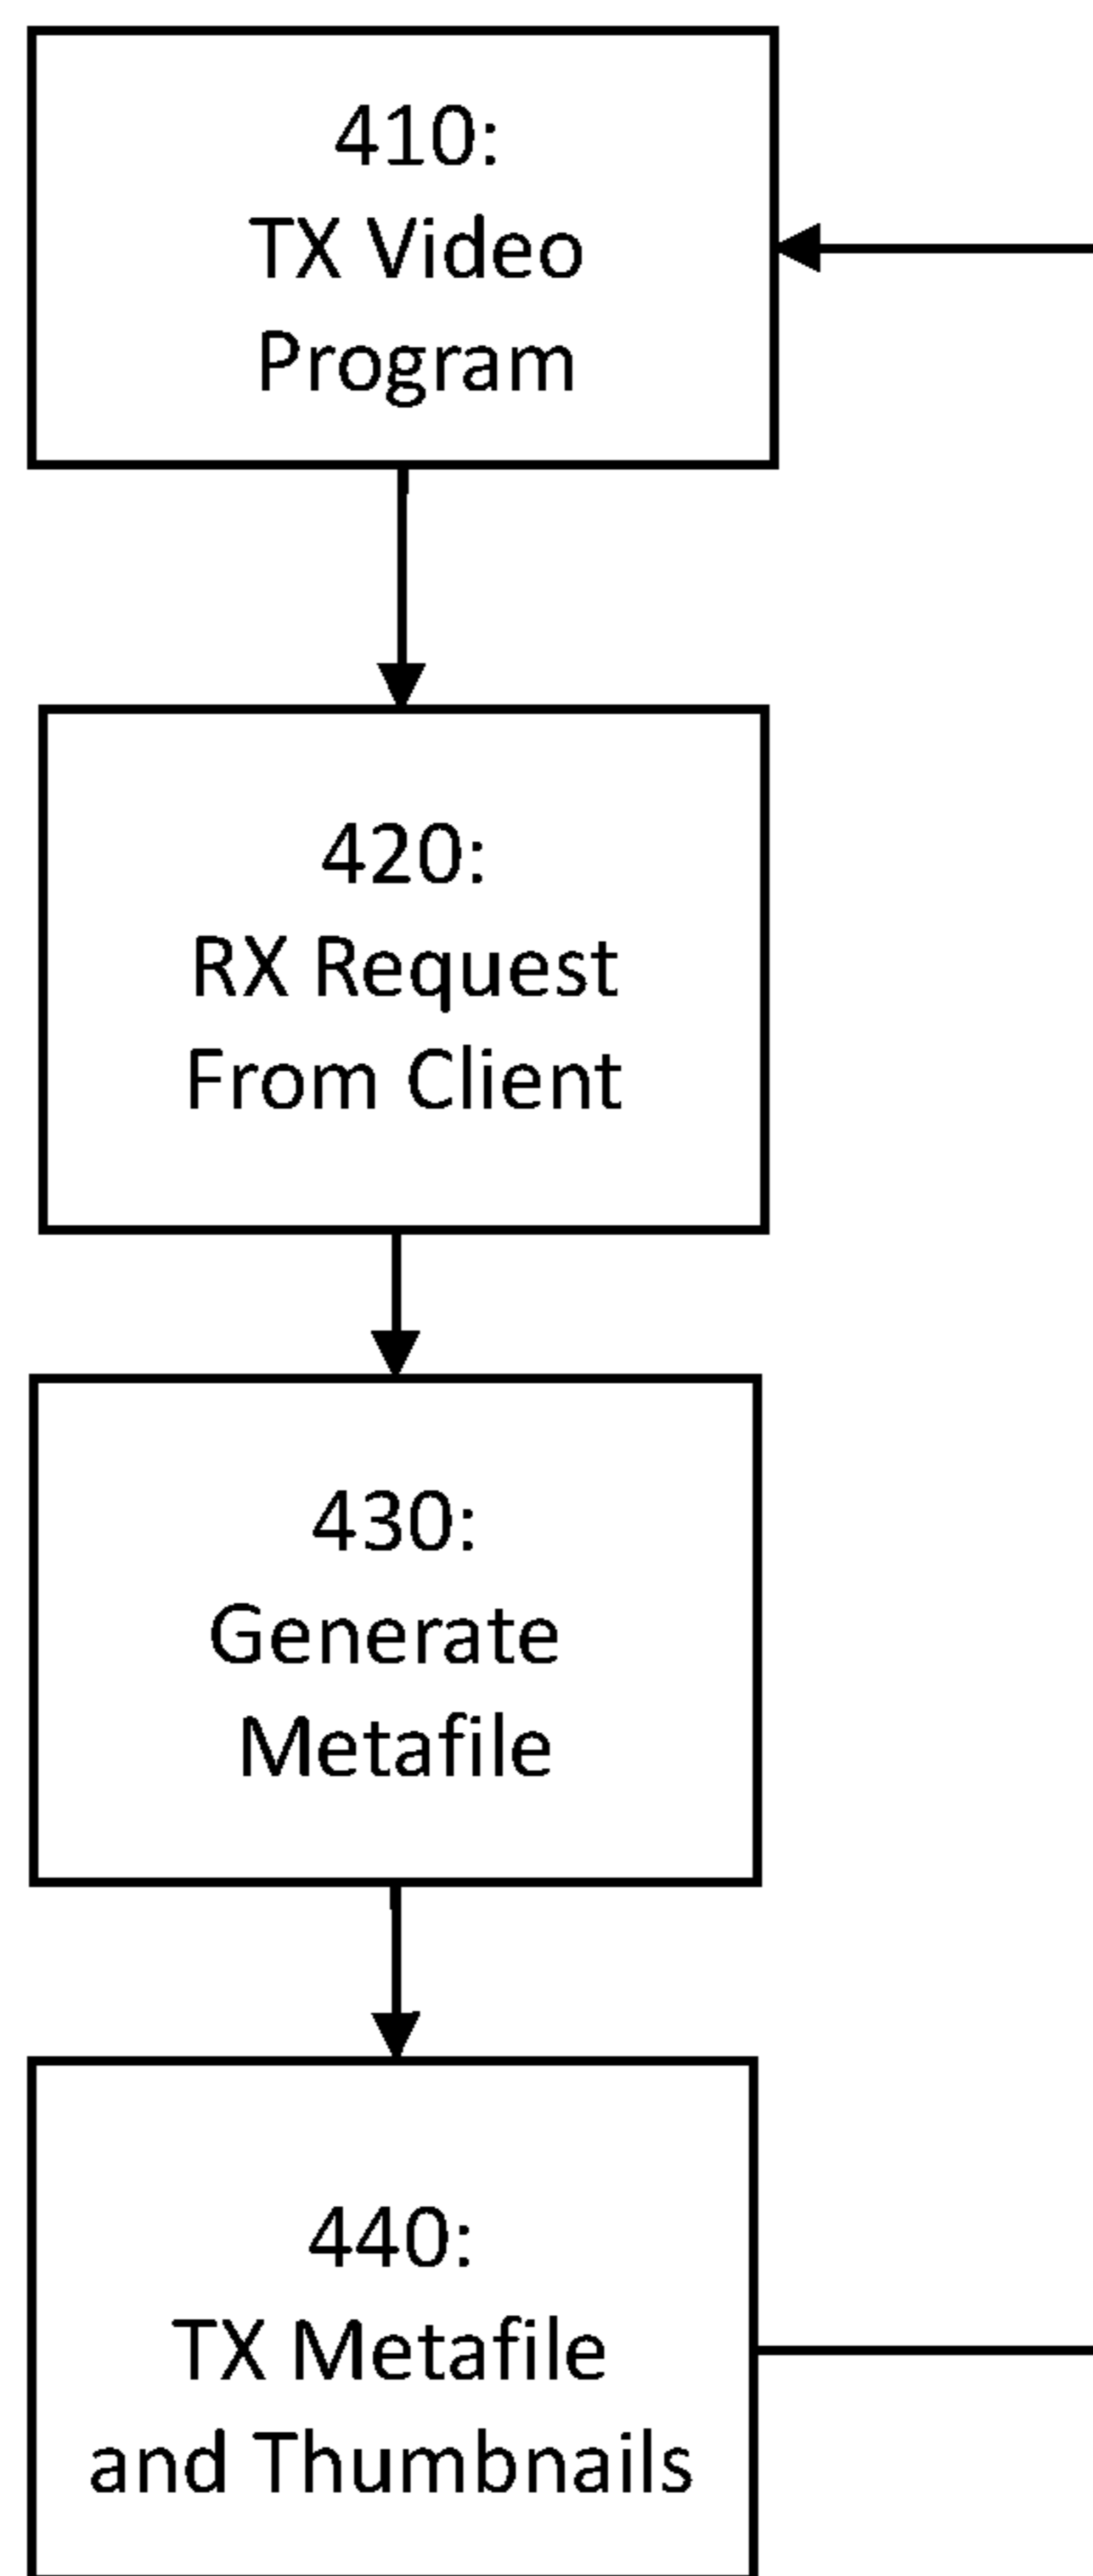 410:
TX Video
Program
420:
RX Request
From Client
430:
Generate
Metafile
440:
TX Metafile
and Thumbnails